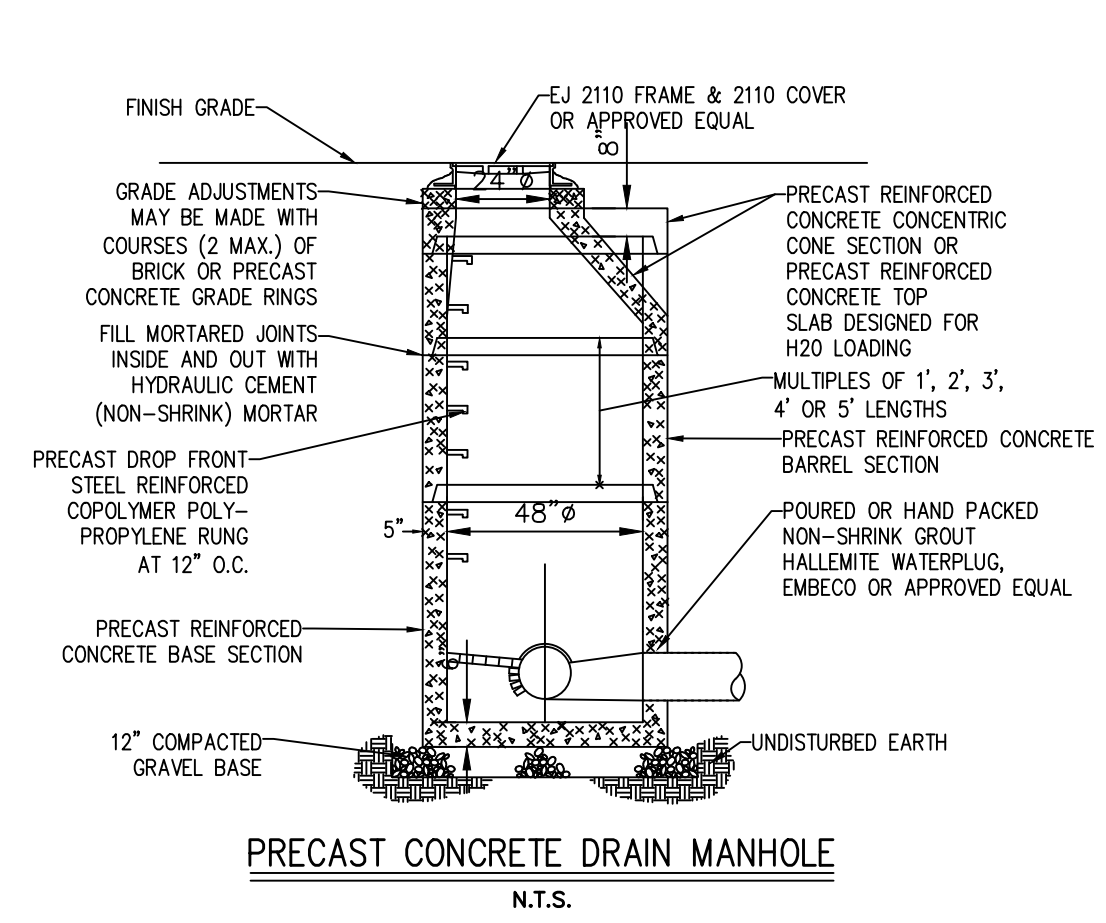 FINISH GRADE
EJ 2110 FRAME & 2110 COVER
OR APPROVED EQUAL
8"
24"ø
GRADE ADJUSTMENTS
MAY BE MADE WITH
COURSES (2 MAX.) OF
BRICK OR PRECAST
CONCRETE GRADE RINGS
PRECAST REINFORCED
CONCRETE CONCENTRIC
CONE SECTION OR
PRECAST REINFORCED
CONCRETE TOP
SLAB DESIGNED FOR
H20 LOADING
FILL MORTARED JOINTS
INSIDE AND OUT WITH
HYDRAULIC CEMENT
(NON-SHRINK) MORTAR
MULTIPLES OF 1', 2', 3',
4' OR 5' LENGTHS
PRECAST REINFORCED CONCRETE
BARREL SECTION
PRECAST DROP FRONT
STEEL REINFORCED
COPOLYMER POLY-
PROPYLENE RUNG
AT 12" O.C.
48"ø
5"
POURED OR HAND PACKED
NON-SHRINK GROUT
HALLEMITE WATERPLUG,
EMBECO OR APPROVED EQUAL
PRECAST REINFORCED
CONCRETE BASE SECTION
12" COMPACTED
GRAVEL BASE
UNDISTURBED EARTH
PRECAST CONCRETE DRAIN MANHOLE
N.T.S.